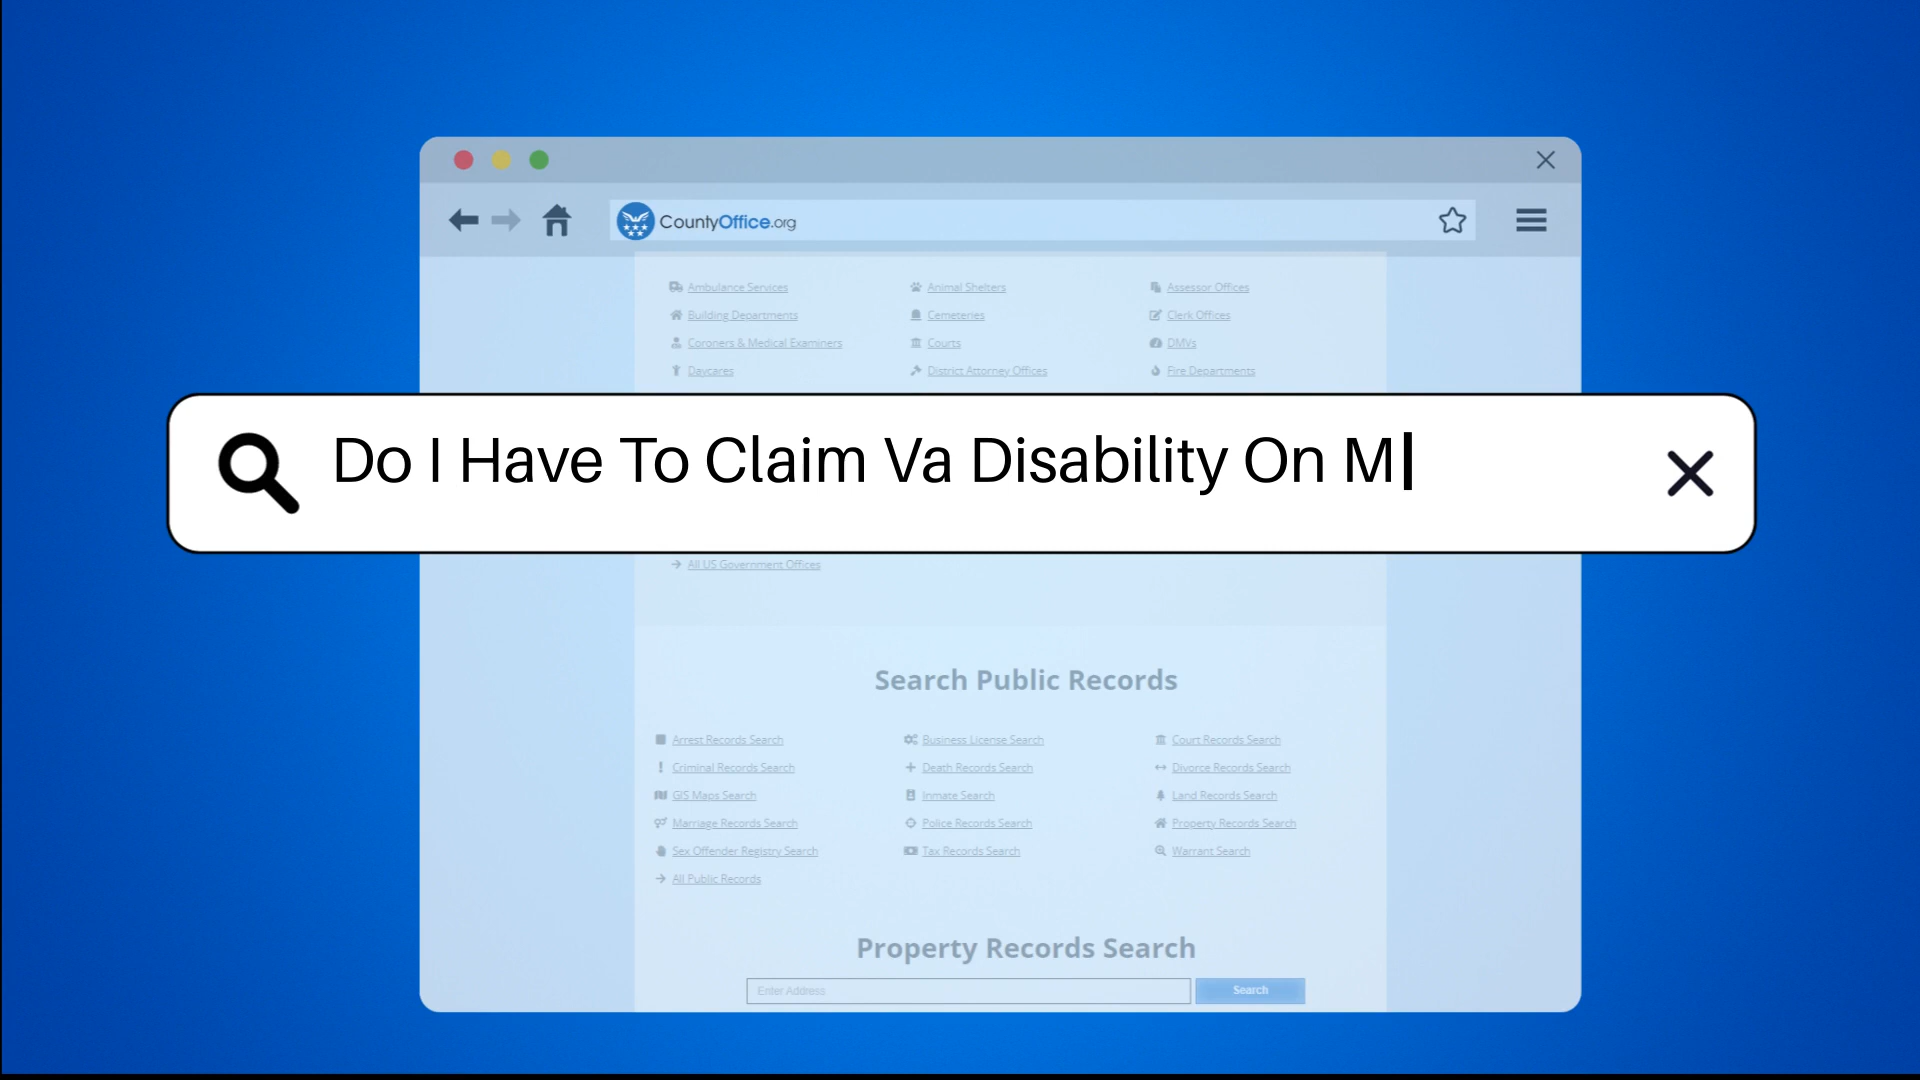 CountyOffice.org
Ambulance Services Animal Shelters Assessor Offices
Building Departments Cemeteries Clerk Offices
Coroners & Medical Examiners Courts DMVs
Daycares District Attorney Offices Fire Departments
Do I Have To Claim Va Disability On M
All US Government Offices
Search Public Records
Arrest Records Search Business License Search Court Records Search
Criminal Records Search Death Records Search Divorce Records Search
GIS Maps Search Inmate Search Land Records Search
Marriage Records Search Police Records Search Property Records Search
Sex Offender Registry Search Tax Records Search Warrant Search
All Public Records
Property Records Search
Enter Address Search